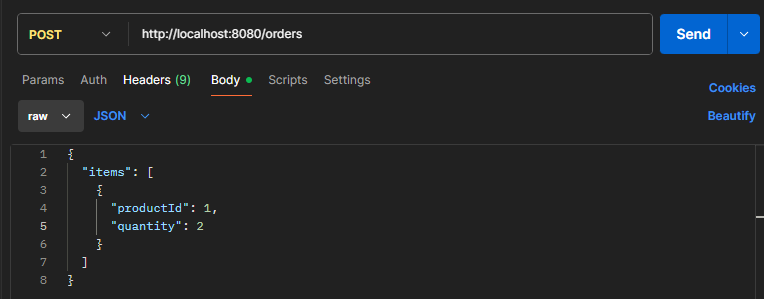 POST http://localhost:8080/orders Send
Params Auth Headers (9) Body Scripts Settings Cookies
raw JSON Beautify
1 {
2 "items": [
3 {
4 "productId": 1,
5 "quantity": 2
6 }
7 ]
8 }